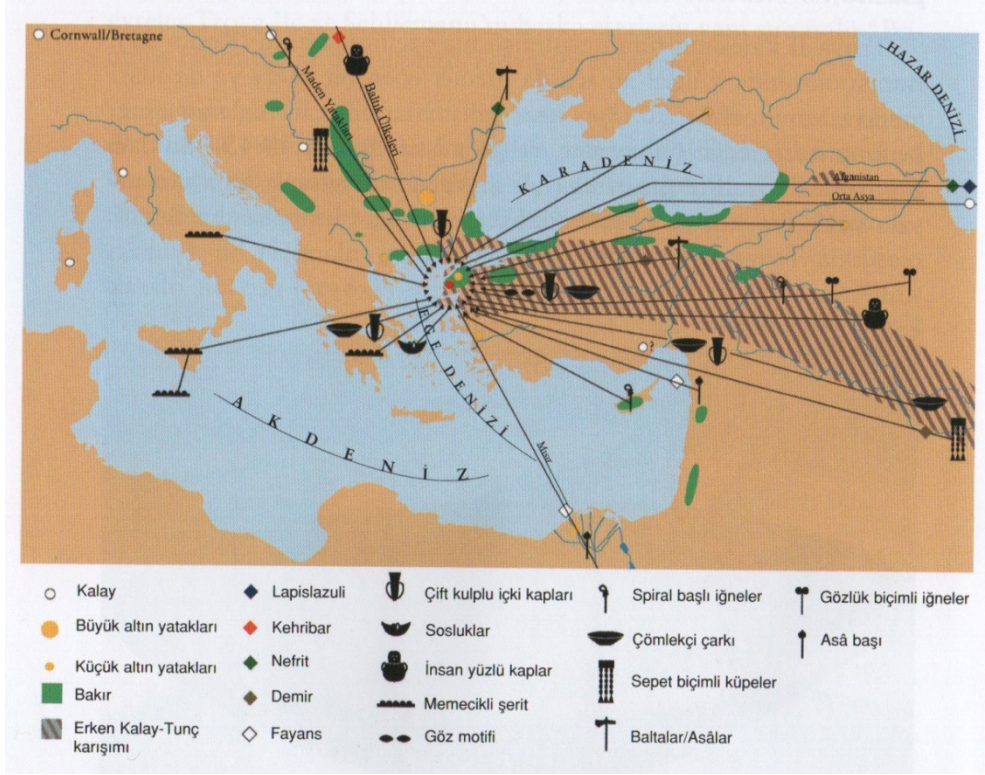 Cornwall/Bretagne
Maden Yatakları
Baltık Ülkeleri
HAZAR DENİZİ
KARADENİZ
Afganistan
Orta Asya
EGE DENİZİ
AKDENİZ
Mısır
Kalay
Büyük altın yatakları
Küçük altın yatakları
Bakır
Erken Kalay-Tunç
karışımı
Lapislazuli
Kehribar
Nefrit
Demir
Fayans
Çift kulplu içki kapları
Sosluklar
İnsan yüzlü kaplar
Memecikli şerit
Göz motifi
Spiral başlı iğneler
Çömlekçi çarkı
Sepet biçimli küpeler
Baltalar/Asâlar
Gözlük biçimli iğneler
Asâ başı